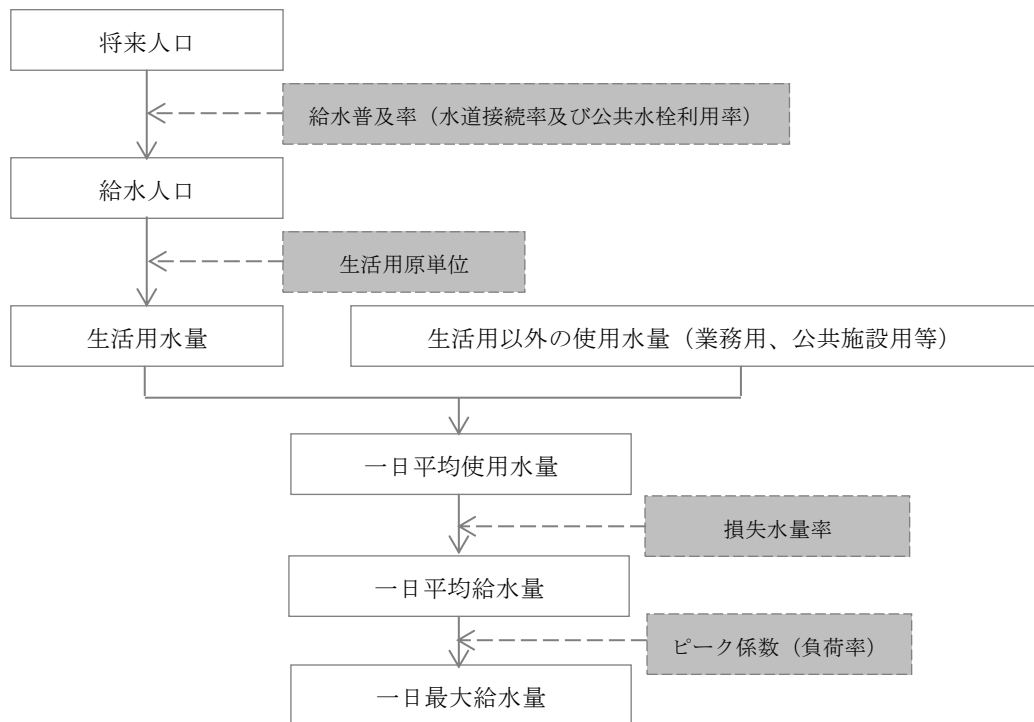 将来人口
給水普及率（水道接続率及び公共水栓利用率）
給水人口
生活用原単位
生活用水量
生活用以外の使用水量（業務用、公共施設用等）
一日平均使用水量
損失水量率
一日平均給水量
ピーク係数（負荷率）
一日最大給水量